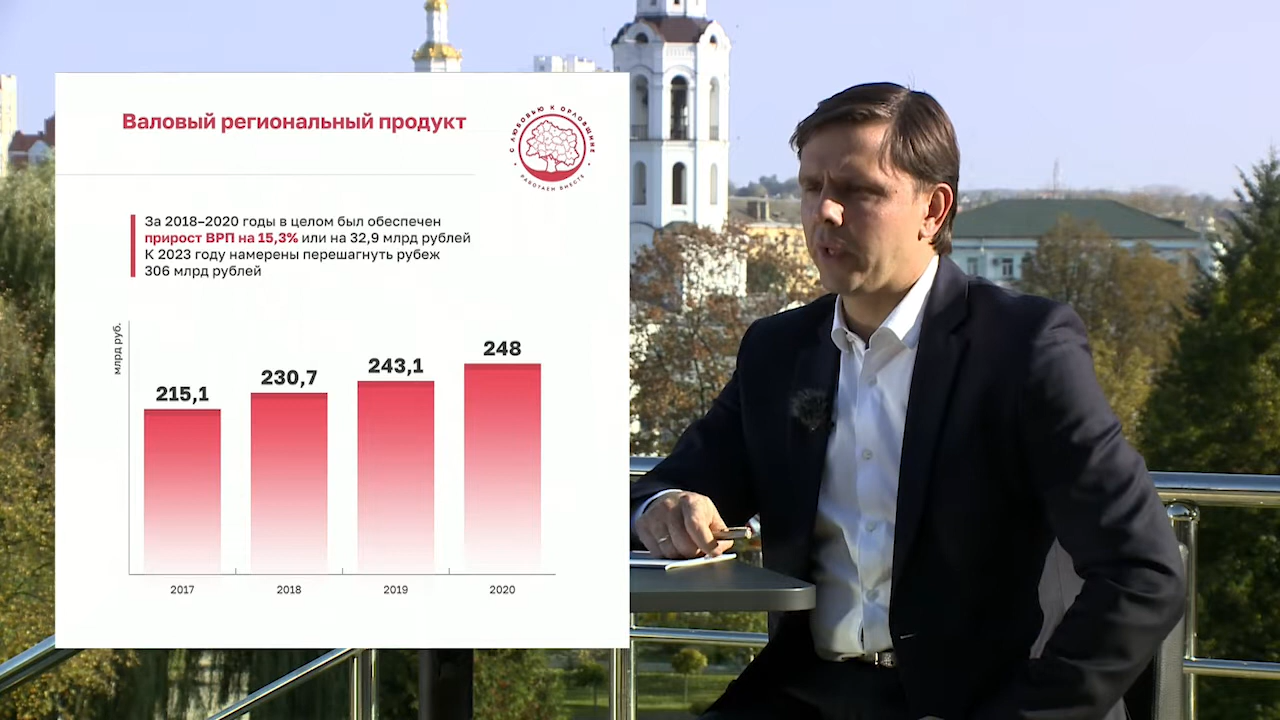 Валовый региональный продукт
С ЛЮБОВЬЮ К ОРЛОВЩИНЕ
РАБОТАЕМ ВМЕСТЕ
За 2018–2020 годы в целом был обеспечен
прирост ВРП на 15,3% или на 32,9 млрд рублей
К 2023 году намерены перешагнуть рубеж
306 млрд рублей
млрд руб.
215,1
230,7
243,1
248
2017
2018
2019
2020